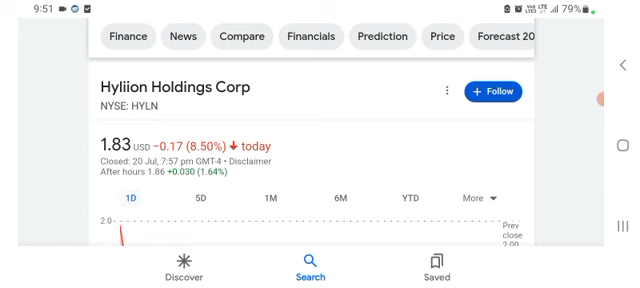 9:51 79%
Finance News Compare Financials Prediction Price Forecast 20
Hyliion Holdings Corp
NYSE: HYLN
+ Follow
1.83 USD −0.17 (8.50%) ↓ today
Closed: 20 Jul, 7:57 pm GMT-4 • Disclaimer
After hours 1.86 +0.030 (1.64%)
1D 5D 1M 6M YTD More
2.0
Prev
close
2.00
Discover Search Saved